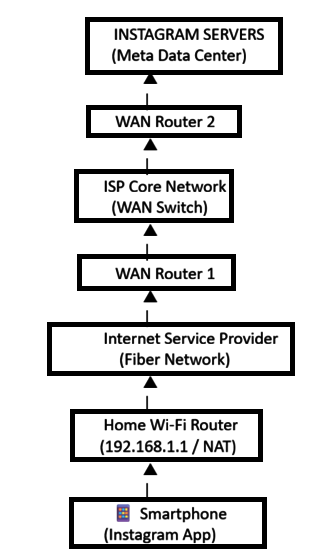 INSTAGRAM SERVERS
(Meta Data Center)
WAN Router 2
ISP Core Network
(WAN Switch)
WAN Router 1
Internet Service Provider
(Fiber Network)
Home Wi-Fi Router
(192.168.1.1 / NAT)
Smartphone
(Instagram App)